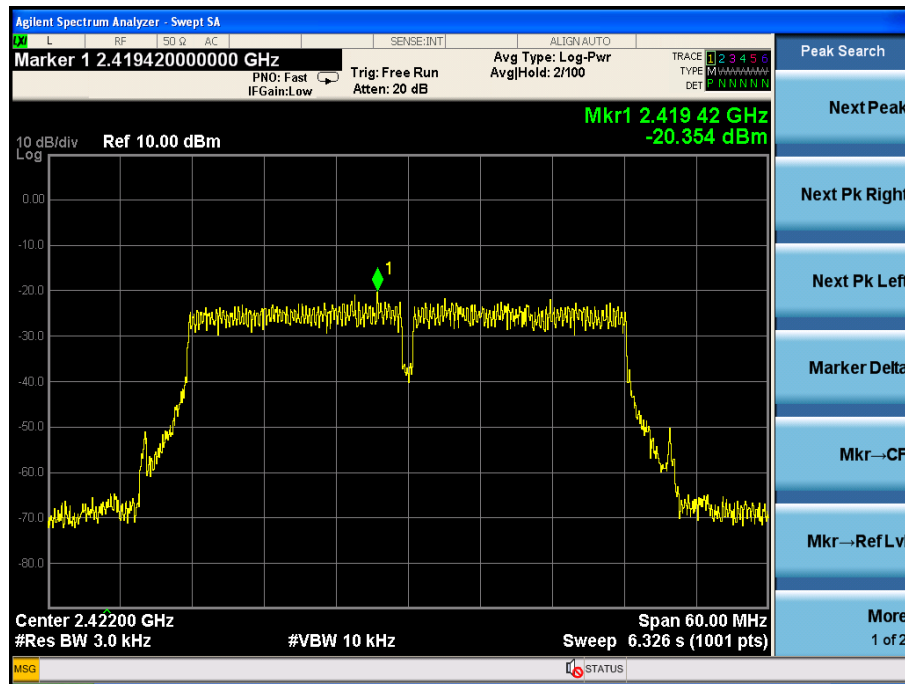 Agilent Spectrum Analyzer - Swept SA
LXI L RF 50 Ω AC SENSE:INT ALIGN AUTO
Marker 1 2.419420000000 GHz
PNO: Fast
IFGain:Low
Trig: Free Run
Atten: 20 dB
Avg Type: Log-Pwr
Avg|Hold: 2/100
TRACE 1 2 3 4 5 6
TYPE MWWWWW
DET P N N N N N
Mkr1 2.419 42 GHz
-20.354 dBm
10 dB/div Ref 10.00 dBm
Log
0.00
-10.0
1
-20.0
-30.0
-40.0
-50.0
-60.0
-70.0
-80.0
Center 2.42200 GHz Span 60.00 MHz
#Res BW 3.0 kHz #VBW 10 kHz Sweep 6.326 s (1001 pts)
MSG STATUS
Peak Search
Next Peak
Next Pk Right
Next Pk Left
Marker Delta
Mkr→CF
Mkr→Ref Lvl
More
1 of 2